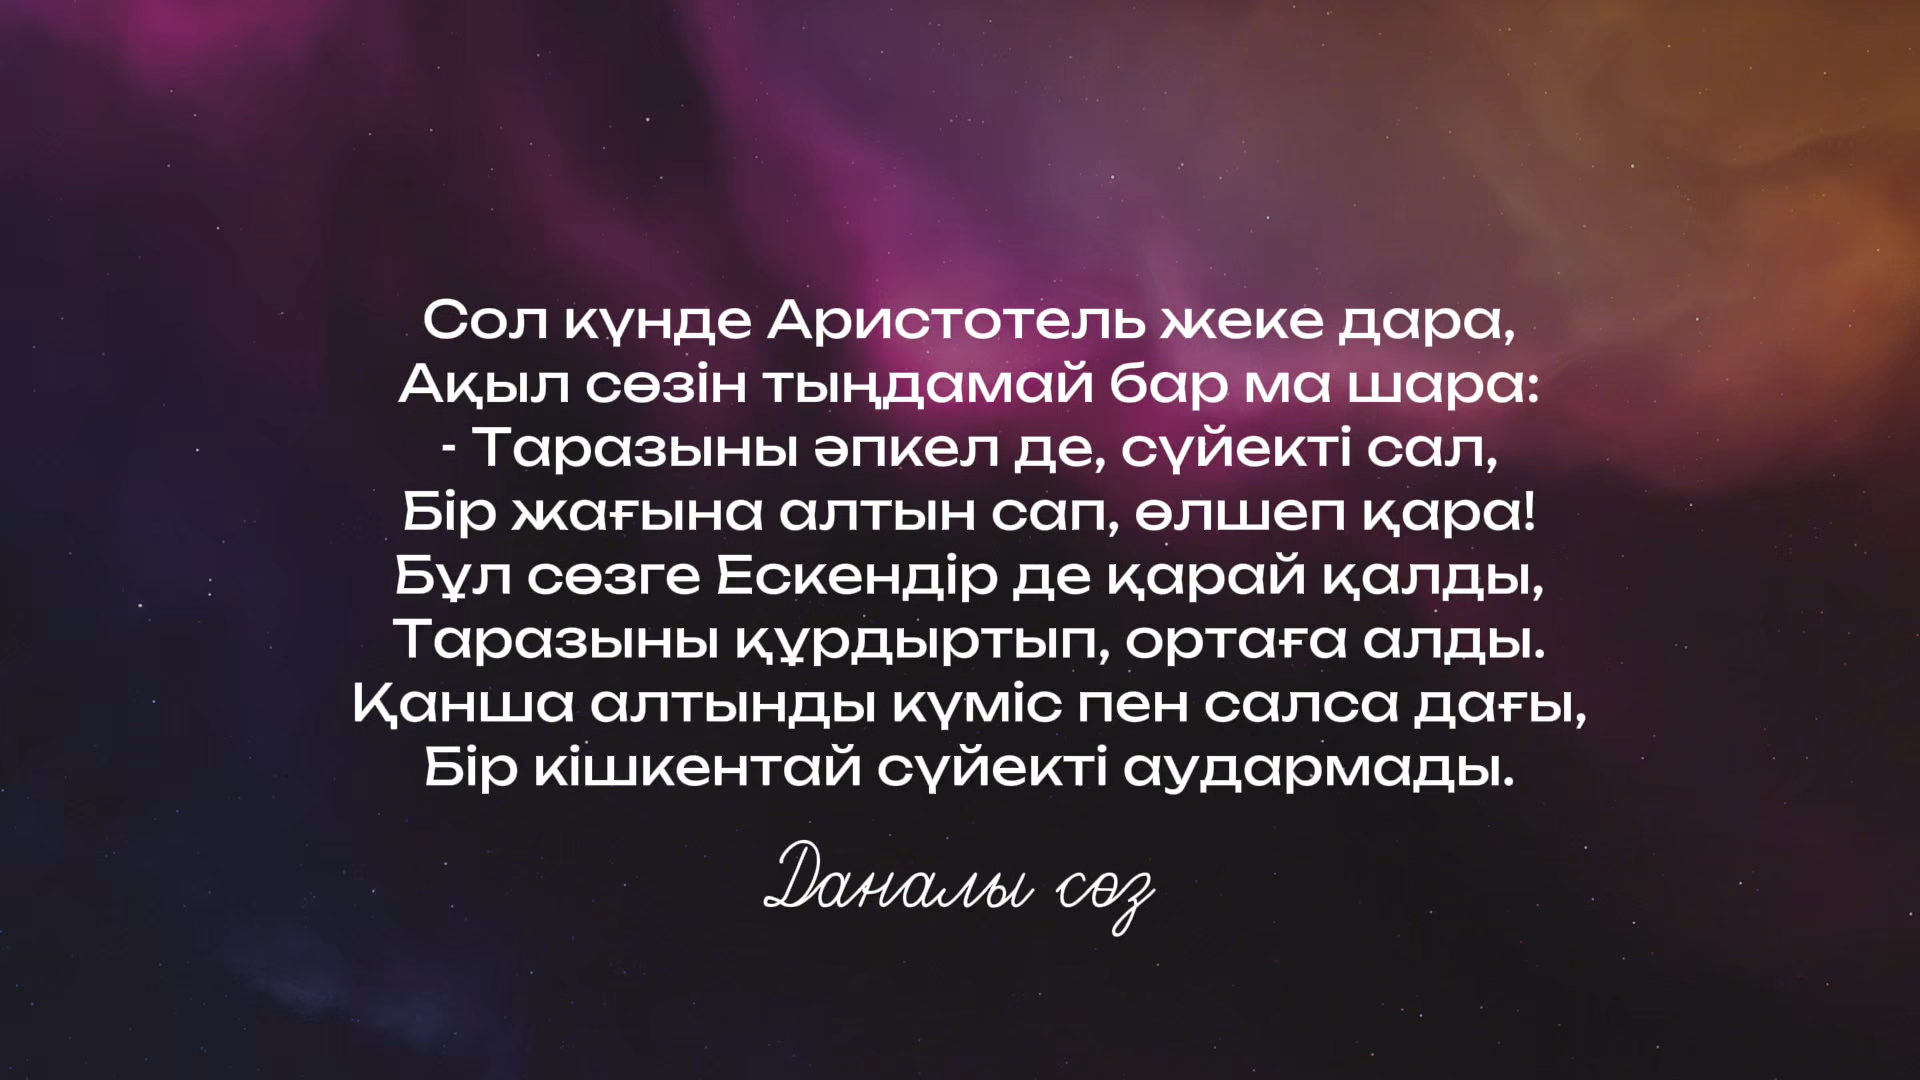 Сол күнде Аристотель жеке дара,
Ақыл сөзін тыңдамай бар ма шара:
- Таразыны әпкел де, сүйекті сал,
Бір жағына алтын сап, өлшеп қара!
Бұл сөзге Ескендір де қарай қалды,
Таразыны құрдыртып, ортаға алды.
Қанша алтынды күміс пен салса дағы,
Бір кішкентай сүйекті аудармады.
Даналы сөз